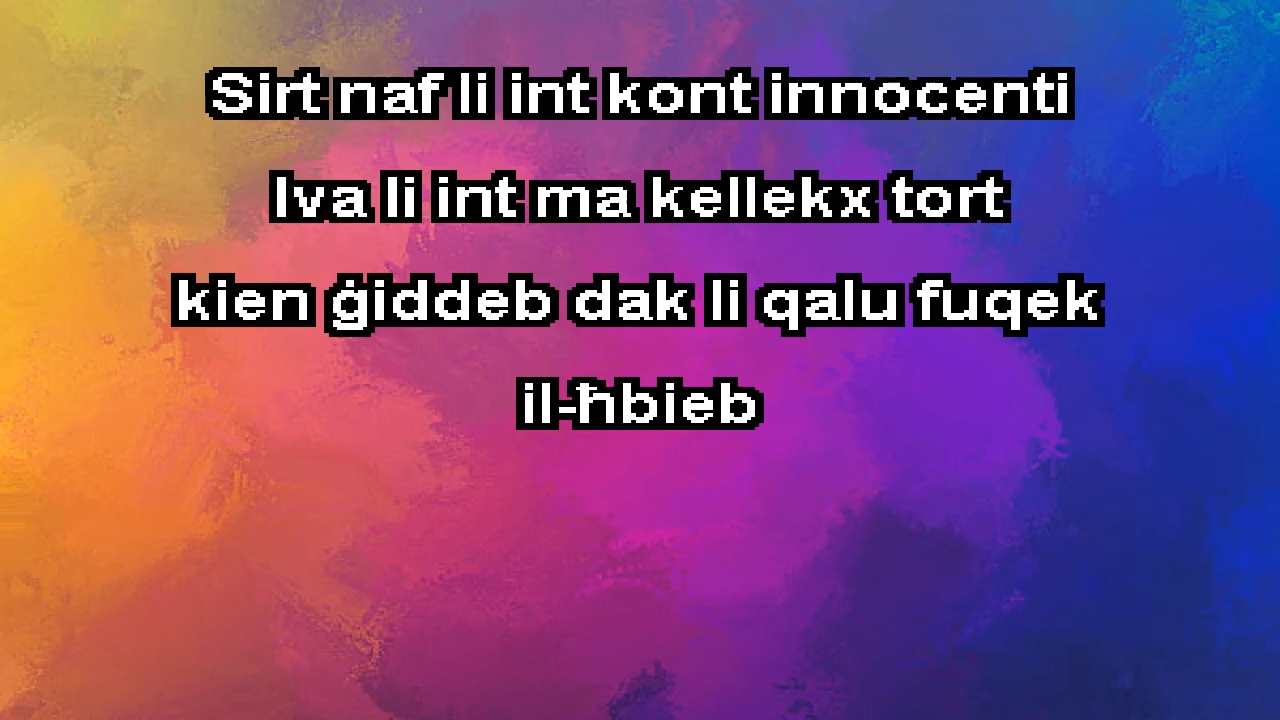 Sirt naf li int kont innocenti
Iva li int ma kellekx tort
kien ġiddeb dak li qalu fuqek
il-ħbieb